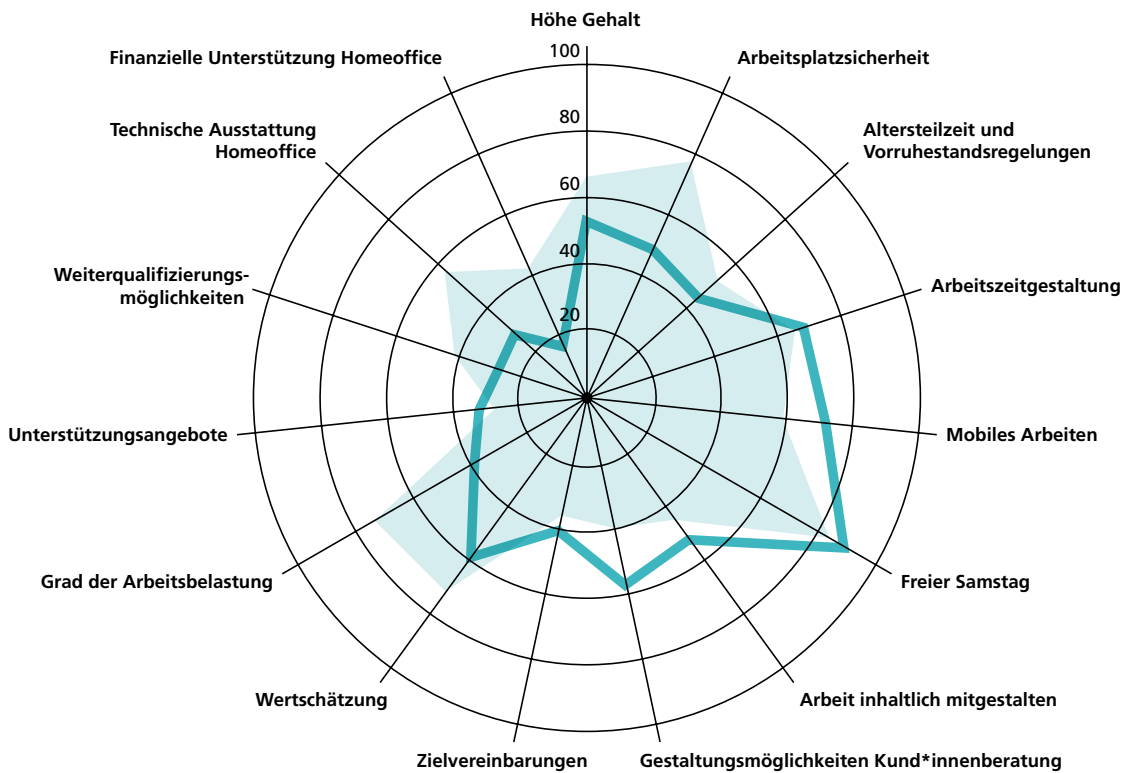 Höhe Gehalt
Arbeitsplatzsicherheit
Altersteilzeit und
Vorruhestandsregelungen
Arbeitszeitgestaltung
Mobiles Arbeiten
Freier Samstag
Arbeit inhaltlich mitgestalten
Gestaltungsmöglichkeiten Kund*innenberatung
Zielvereinbarungen
Wertschätzung
Grad der Arbeitsbelastung
Unterstützungsangebote
Weiterqualifizierungs-
möglichkeiten
Technische Ausstattung
Homeoffice
Finanzielle Unterstützung Homeoffice
100
80
60
40
20